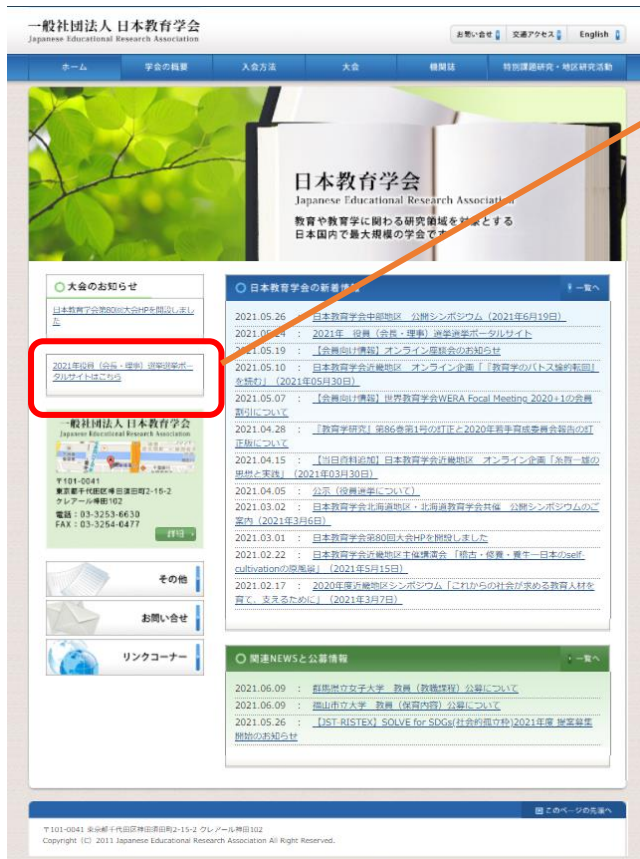 一般社団法人 日本教育学会
Japanese Educational Research Association
お問い合せ
交通アクセス
English
ホーム
学会の概要
入会方法
大会
機関誌
特別課題研究・地区研究活動
日本教育学会
Japanese Educational Research Association
教育や教育学に関わる研究領域を対象とする
日本国内で最大規模の学会です
大会のお知らせ
日本教育学会第80回大会HPを開設しまし
た
2021年役員（会長・理事）選挙選挙ポー
タルサイトはこちら
一般社団法人 日本教育学会
Japanese Educational Research Association
〒101-0041
東京都千代田区神田須田町2-15-2
クレアール神田102
電話：03-3253-6630
FAX：03-3254-0477
詳細
その他
お問い合せ
リンクコーナー
日本教育学会の新着情報
一覧へ
2021.05.26 ： 日本教育学会中部地区 公開シンポジウム（2021年6月19日）
2021.05.24 ： 2021年 役員（会長・理事）選挙選挙ポータルサイト
2021.05.19 ： 【会員向け情報】オンライン座談会のお知らせ
2021.05.10 ： 日本教育学会近畿地区 オンライン企画「『教育学のパトス論的転回』
を読む」（2021年05月30日）
2021.05.07 ： 【会員向け情報】世界教育学会WERA Focal Meeting 2020+1の会員
割引について
2021.04.28 ： 『教育学研究』第86巻第1号の訂正と2020年若手育成委員会報告の訂
正版について
2021.04.15 ： 【当日資料追加】日本教育学会近畿地区 オンライン企画「糸賀一雄の
思想と実践」（2021年03月30日）
2021.04.05 ： 公示（役員選挙について）
2021.03.02 ： 日本教育学会北海道地区・北海道教育学会共催 公開シンポジウムのご
案内（2021年3月6日）
2021.03.01 ： 日本教育学会第80回大会HPを開設しました
2021.02.22 ： 日本教育学会近畿地区主催講演会 「稽古・修養・養生―日本のself-
cultivationの原風景」（2021年5月15日）
2021.02.17 ： 2020年度近畿地区シンポジウム「これからの社会が求める教育人材を
育て、支えるために」（2021年3月7日）
関連NEWSと公募情報
一覧へ
2021.06.09 ： 群馬県立女子大学 教員（教職課程）公募について
2021.06.09 ： 福山市立大学 教員（保育内容）公募について
2021.05.26 ： 【JST-RISTEX】SOLVE for SDGs(社会的孤立枠)2021年度 提案募集
開始のお知らせ
このページの先頭へ
〒101-0041 東京都千代田区神田須田町2-15-2 クレアール神田102
Copyright (C) 2011 Japanese Educational Research Association All Right Reserved.